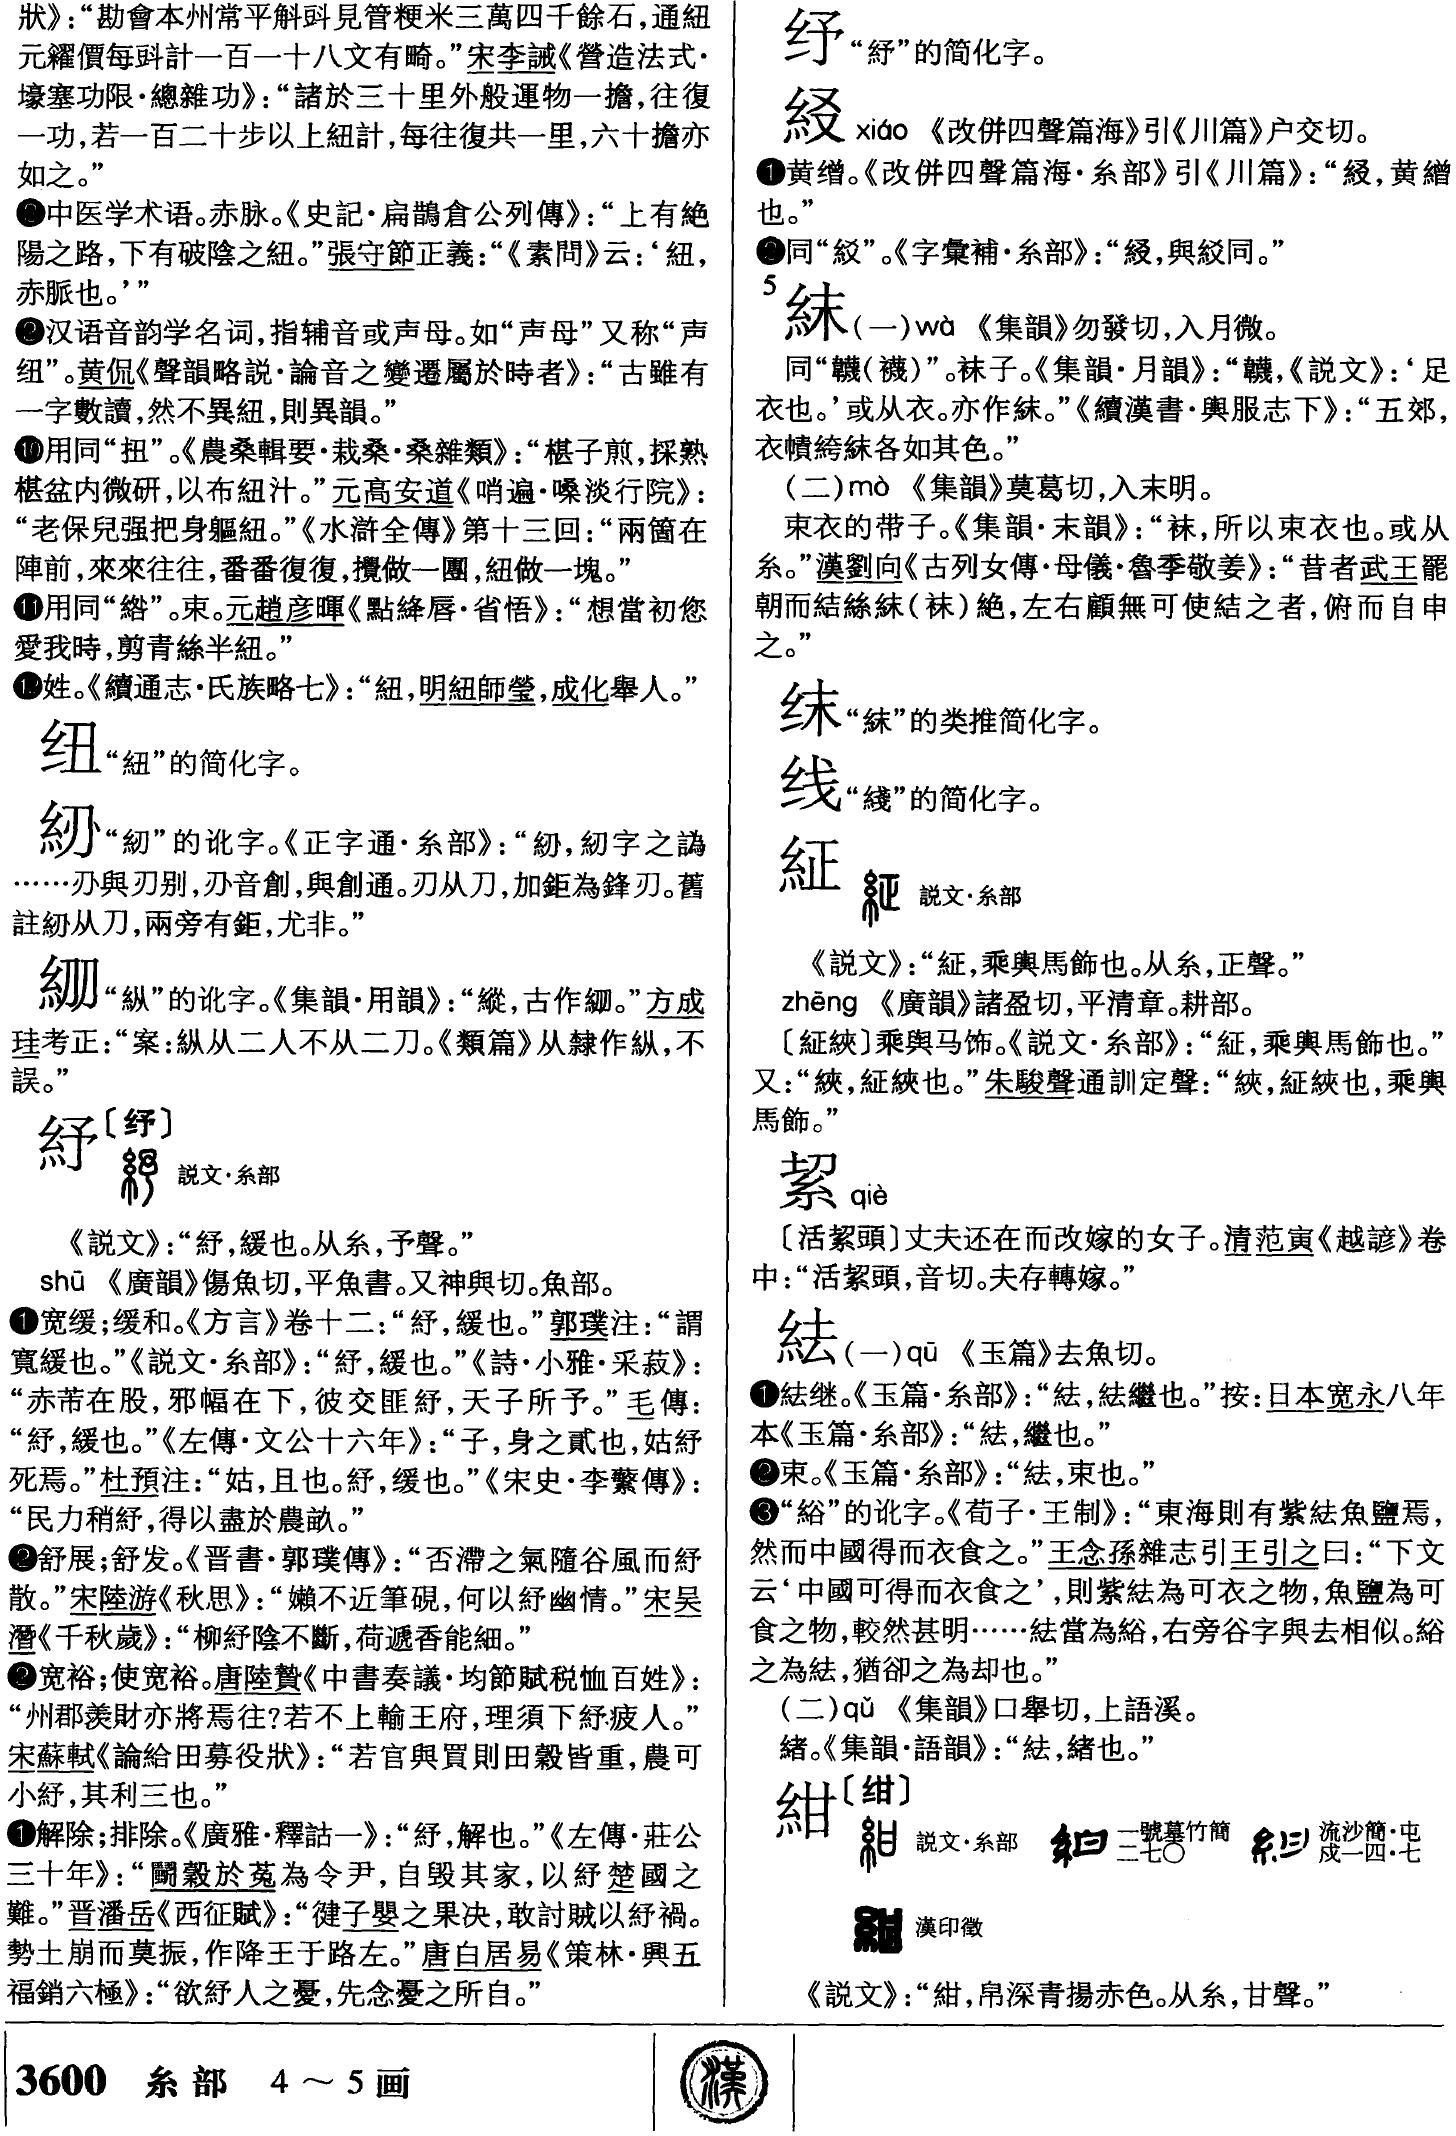 狀》：“勘會本州常平斛㪷見管粳米三萬四千餘石，通紐
元糴價每㪷計一百一十八文有畸。”宋李誡《營造法式·
壕塞功限·總雜功》：“諸於三十里外般運物一擔，往復
一功，若一百二十步以上紐計，每往復共一里，六十擔亦
如之。”
中医学术语。赤脉。《史記·扁鵲倉公列傳》：“上有絶
陽之路，下有破陰之紐。”張守節正義：“《素問》云：‘紐，
赤脈也。’”
汉语音韵学名词，指辅音或声母。如“声母”又称“声
纽”。黄侃《聲韻略説·論音之變遷屬於時者》：“古雖有
一字數讀，然不異紐，則異韻。”
❿用同“扭”。《農桑輯要·栽桑·桑雜類》：“椹子煎，採熟
椹盆内微研，以布紐汁。”元高安道《哨遍·嗓淡行院》：
“老保兒强把身軀紐。”《水滸全傳》第十三回：“兩箇在
陣前，來來往往，番番復復，攪做一團，紐做一塊。”
⓫用同“綹”。束。元趙彦暉《點絳唇·省悟》：“想當初您
愛我時，剪青絲半紐。”
⓬姓。《續通志·氏族略七》：“紐，明紐師瑩，成化舉人。”
纽“紐”的简化字。
“紉”的讹字。《正字通·糸部》：“，紉字之譌
……刅與刃别，刅音創，與創通。刃从刀，加鉅為鋒刃。舊
註从刀，兩旁有鉅，尤非。”
“縱”的讹字。《集韻·用韻》：“縱，古作。”方成
珪考正：“案：从二人不从二刀。《類篇》从隸作，不
誤。”
紓〔纾〕
説文·糸部
《説文》：“紓，緩也。从糸，予聲。”
shū 《廣韻》傷魚切，平魚書。又神與切。魚部。
❶宽缓；缓和。《方言》卷十二：“紓，緩也。”郭璞注：“謂
寬緩也。”《説文·糸部》：“紓，緩也。”《詩·小雅·采菽》：
“赤芾在股，邪幅在下，彼交匪紓，天子所予。”毛傳：
“紓，緩也。”《左傳·文公十六年》：“子，身之貳也，姑紓
死焉。”杜預注：“姑，且也。紓，缓也。”《宋史·李蘩傳》：
“民力稍紓，得以盡於農畝。”
❷舒展；舒发。《晋書·郭璞傳》：“否滯之氣隨谷風而紓
散。”宋陸游《秋思》：“嬾不近筆硯，何以紓幽情。”宋吴
潛《千秋歲》：“柳紓陰不斷，荷遞香能細。”
宽裕；使宽裕。唐陸贄《中書奏議·均節賦税恤百姓》：
“州郡羨財亦將焉往？若不上輸王府，理須下紓疲人。”
宋蘇軾《論給田募役狀》：“若官與買則田穀皆重，農可
小紓，其利三也。”
解除；排除。《廣雅·釋詁一》：“紓，解也。”《左傳·莊公
三十年》：“鬭穀於菟為令尹，自毁其家，以紓楚國之
難。”晋潘岳《西征賦》：“健子嬰之果决，敢討賊以紓禍。
勢土崩而莫振，作降王于路左。”唐白居易《策林·興五
福銷六極》：“欲紓人之憂，先念憂之所自。”
纾“紓”的简化字。
xiáo 《改併四聲篇海》引《川篇》户交切。
❶黄缯。《改併四聲篇海·糸部》引《川篇》：“，黄繒
也。”
同“絞”。《字彙補·糸部》：“，與絞同。”
5
絉(一)wà 《集韻》勿發切，入月微。
同“韤（襪）”。袜子。《集韻·月韻》：“韤，《説文》：‘足
衣也。’或从衣。亦作絉。”《續漢書·輿服志下》：“五郊，
衣幘絝絉各如其色。”
（二）mò 《集韻》莫葛切，入末明。
束衣的带子。《集韻·末韻》：“袜，所以束衣也。或从
糸。”漢劉向《古列女傳·母儀·魯季敬姜》：“昔者武王罷
朝而結絲絉（袜）絶，左右顧無可使結之者，俯而自申
之。”
“絉”的类推简化字。
线“綫”的简化字。
紝
説文·糸部
《説文》：“䋊，乘輿馬飾也。从糸，正聲。”
zhēng 《廣韻》諸盈切，平清章。耕部。
〔䋊綊〕乘舆马饰。《説文·糸部》：“䋊，乘輿馬飾也。”
又：“綊，䋊綊也。”朱駿聲通訓定聲：“綊，䋊綊也，乘輿
馬飾。”
qiè
〔活頭〕丈夫还在而改嫁的女子。清范寅《越諺》卷
中：“活頭，音切。夫存轉嫁。”
紶(一)qū 《玉篇》去魚切。
❶紶继。《玉篇·糸部》：“紶，紶繼也。”按：日本宽永八年
本《玉篇·糸部》：“紶，繼也。”
❷束。《玉篇·糸部》：“紶，束也。”
❸“綌”的讹字。《荀子·王制》：“東海則有紫紶魚鹽焉，
然而中國得而衣食之。”王念孫雜志引王引之曰：“下文
云‘中國可得而衣食之’，則紫紶為可衣之物，魚鹽為可
食之物，較然甚明……紶當為綌，右旁谷字與去相似。綌
之為紶，猶卻之為却也。”
（二）qǔ 《集韻》口舉切，上語溪。
緒。《集韻·語韻》：“紶，緒也。”
紺〔绀〕
説文·糸部 一號墓竹簡二七〇 流沙簡·屯戍一四·七
漢印徵
《説文》：“紺，帛深青揚赤色。从糸，甘聲。”
3600 糸部 4～5画
漢